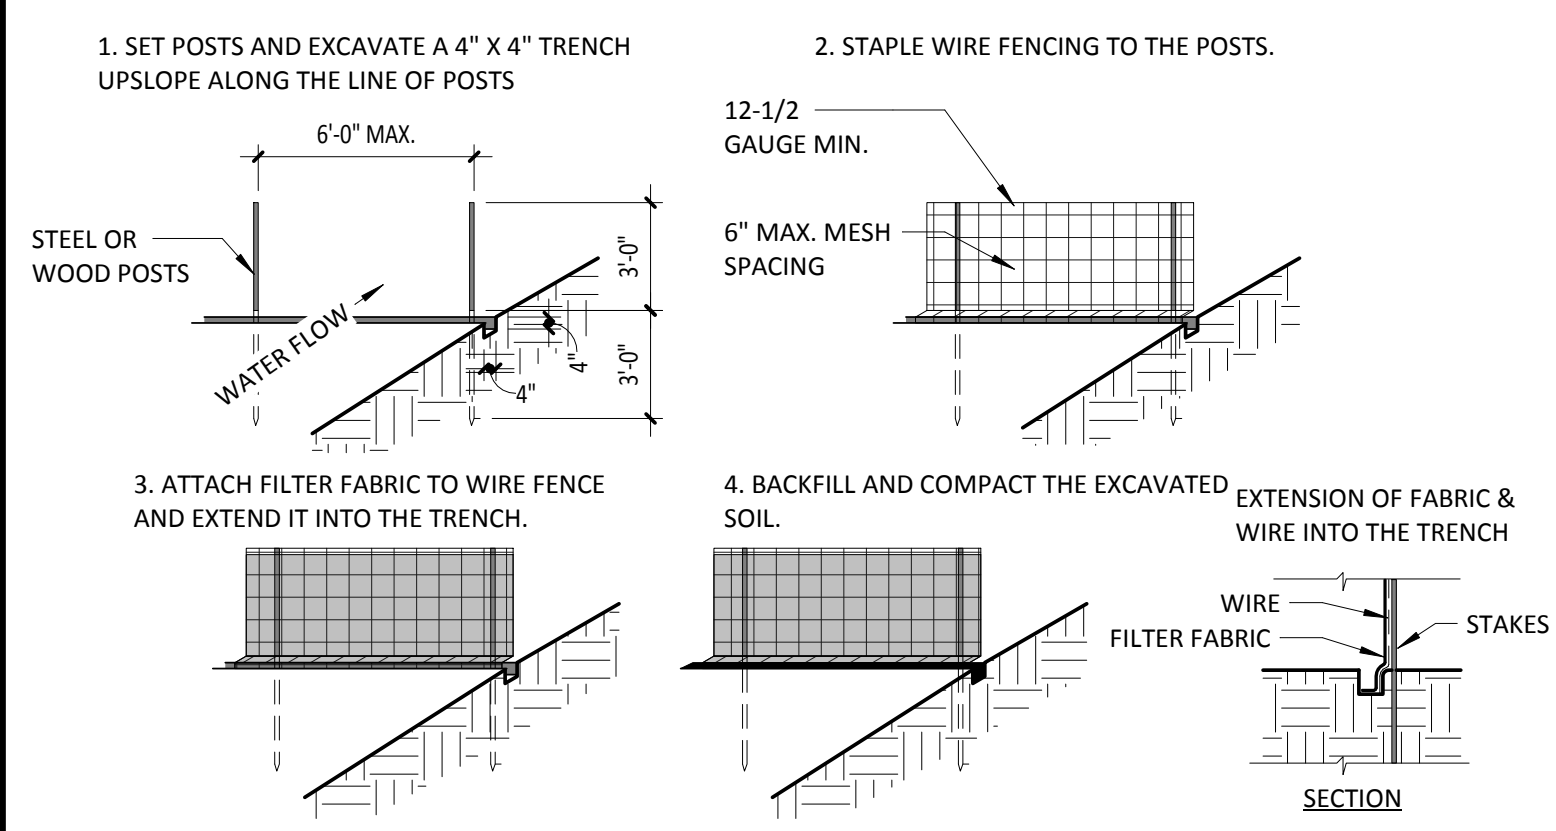 1. SET POSTS AND EXCAVATE A 4" X 4" TRENCH
UPSLOPE ALONG THE LINE OF POSTS
6'-0" MAX.
STEEL OR
WOOD POSTS
3'-0"
WATER FLOW
4"
3'-0"
4"
2. STAPLE WIRE FENCING TO THE POSTS.
12-1/2
GAUGE MIN.
6" MAX. MESH
SPACING
3. ATTACH FILTER FABRIC TO WIRE FENCE
AND EXTEND IT INTO THE TRENCH.
4. BACKFILL AND COMPACT THE EXCAVATED
SOIL.
EXTENSION OF FABRIC &
WIRE INTO THE TRENCH
WIRE
FILTER FABRIC
STAKES
SECTION